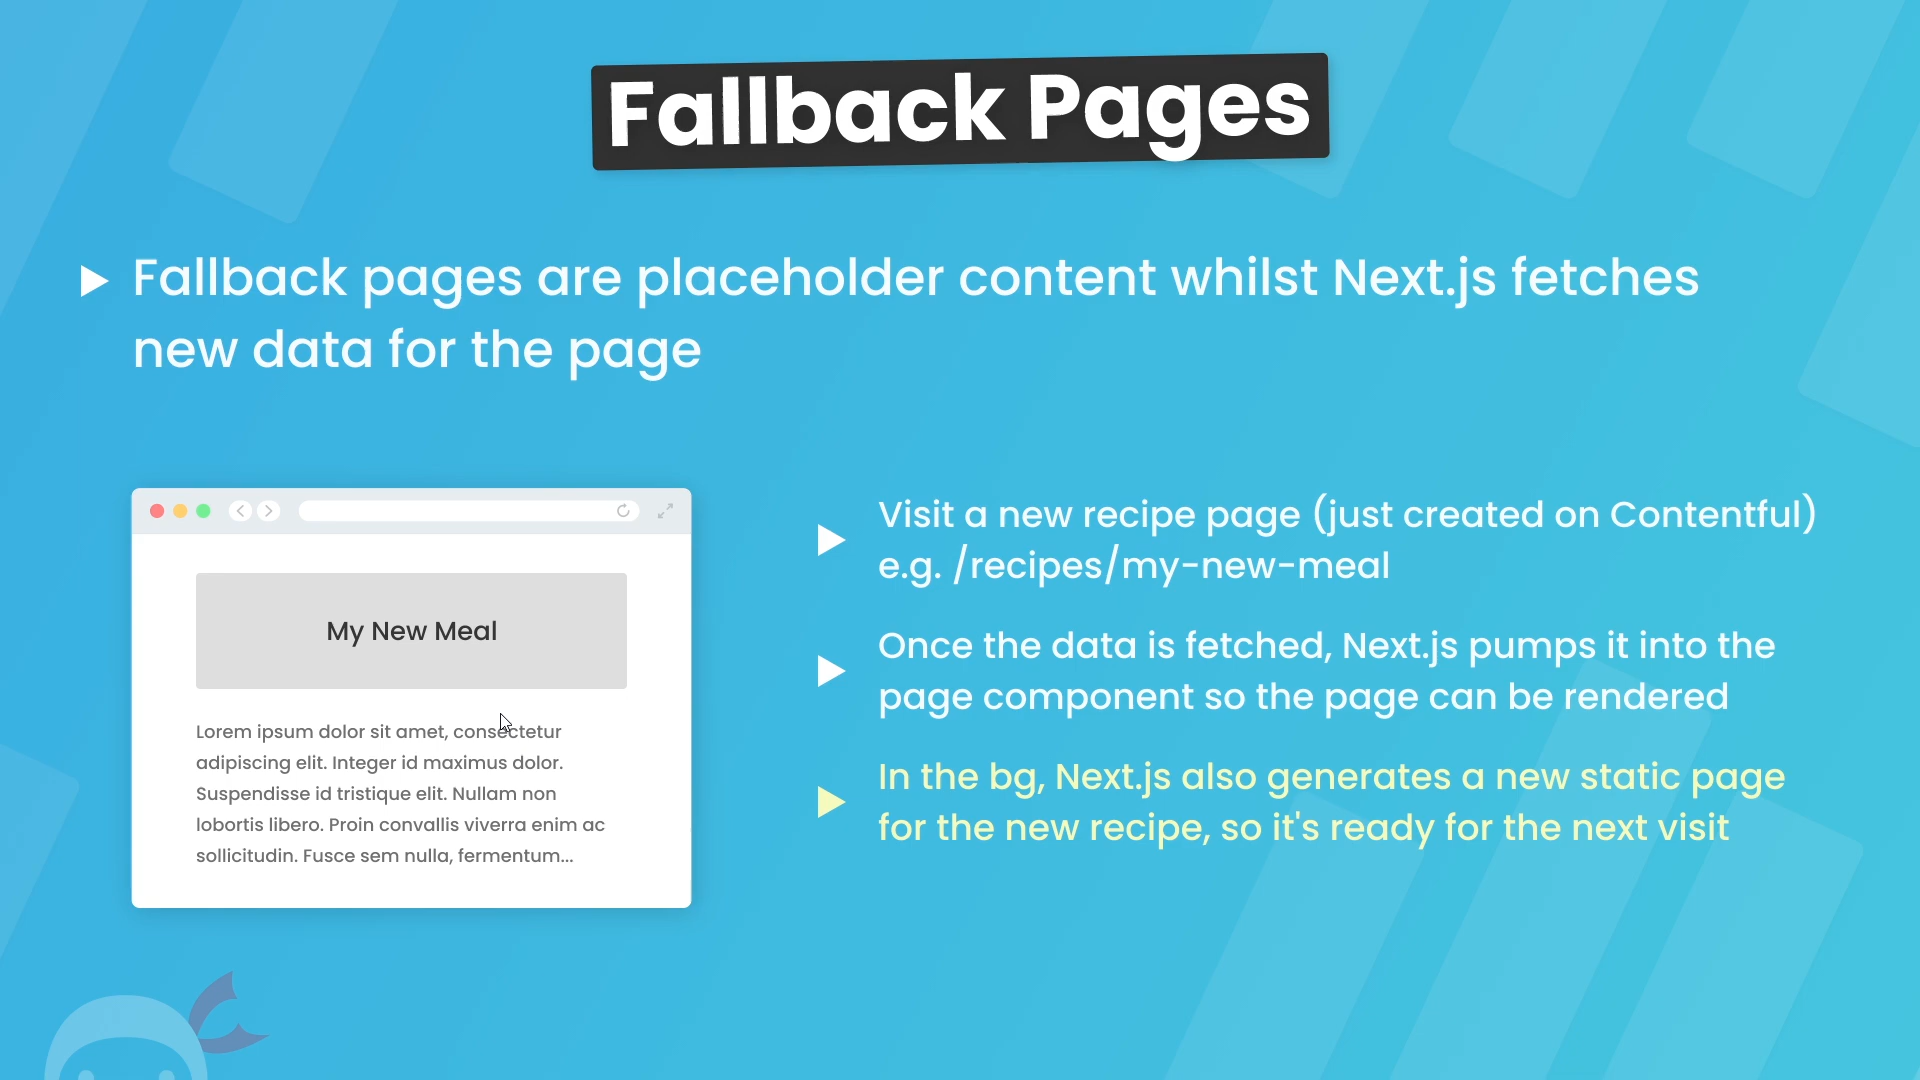 Fallback Pages
Fallback pages are placeholder content whilst Next.js fetches
new data for the page
My New Meal
Lorem ipsum dolor sit amet, consectetur
adipiscing elit. Integer id maximus dolor.
Suspendisse id tristique elit. Nullam non
lobortis libero. Proin convallis viverra enim ac
sollicitudin. Fusce sem nulla, fermentum...
Visit a new recipe page (just created on Contentful)
e.g. /recipes/my-new-meal
Once the data is fetched, Next.js pumps it into the
page component so the page can be rendered
In the bg, Next.js also generates a new static page
for the new recipe, so it's ready for the next visit